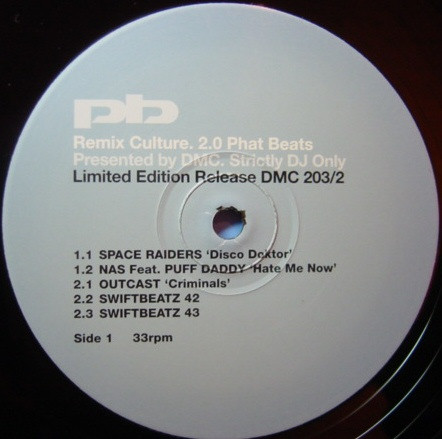 pb
Remix Culture. 2.0 Phat Beats
Presented by DMC. Strictly DJ Only
Limited Edition Release DMC 203/2
1.1 SPACE RAIDERS ‘Disco Doktor’
1.2 NAS Feat. PUFF DADDY ‘Hate Me Now’
2.1 OUTCAST ‘Criminals’
2.2 SWIFTBEATZ 42
2.3 SWIFTBEATZ 43
Side 1 33rpm